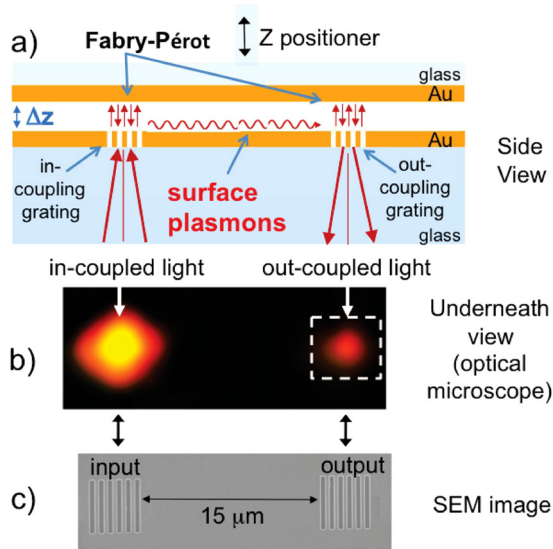 a)
Z positioner
Fabry-Pérot
glass
Au
Δz
Au
in-
coupling
grating
surface
plasmons
out-
coupling
grating
glass
Side
View
in-coupled light
out-coupled light
b)
Underneath
view
(optical
microscope)
c)
input
output
15 μm
SEM image